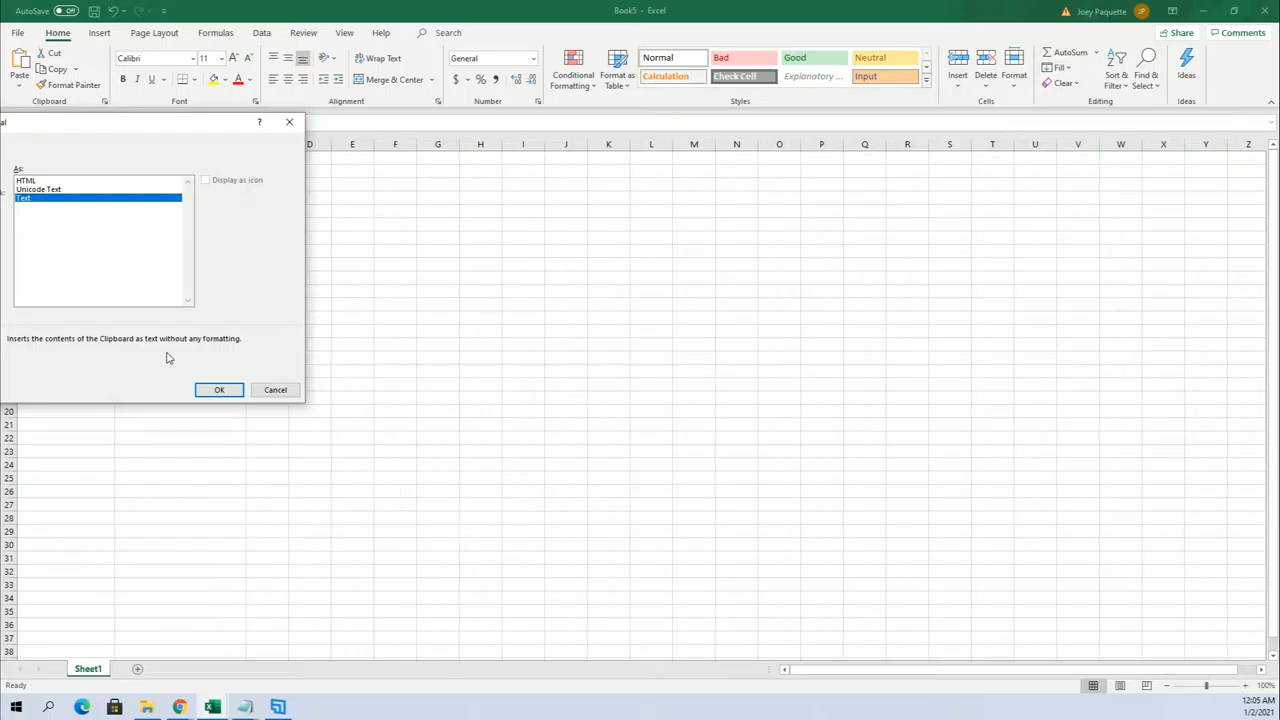 AutoSave Off
Book5 - Excel
Joey Paquette JP
File Home Insert Page Layout Formulas Data Review View Help Search
Share Comments
Paste
Cut
Copy
Format Painter
Clipboard
Calibri 11
B I U
Font
Wrap Text
Merge & Center
Alignment
General
$ % ,
Number
Conditional Formatting
Format as Table
Normal Bad Good Neutral
Calculation Check Cell Explanatory ... Input
Styles
Insert Delete Format
Cells
AutoSum
Fill
Clear
Sort & Filter
Find & Select
Editing
Ideas
Ideas
al ?
D E F G H I J K L M N O P Q R S T U V W X Y Z
As:
HTML
Unicode Text
Text
Display as icon
Inserts the contents of the Clipboard as text without any formatting.
OK Cancel
20
21
22
23
24
25
26
27
28
29
30
31
32
33
34
35
36
37
38
Sheet1
Ready
100%
12:05 AM
1/2/2021